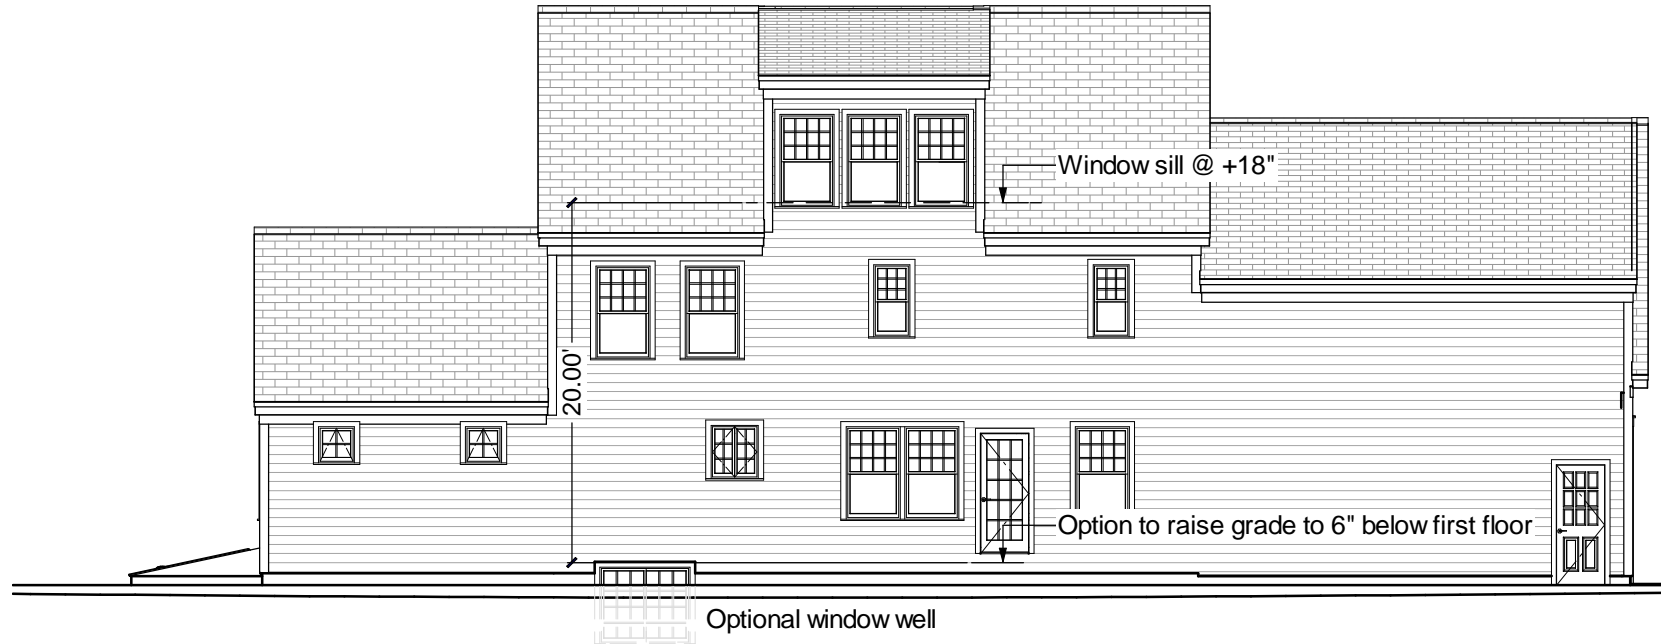 Window sill @ +18"
20.00'
Option to raise grade to 6" below first floor
Optional window well